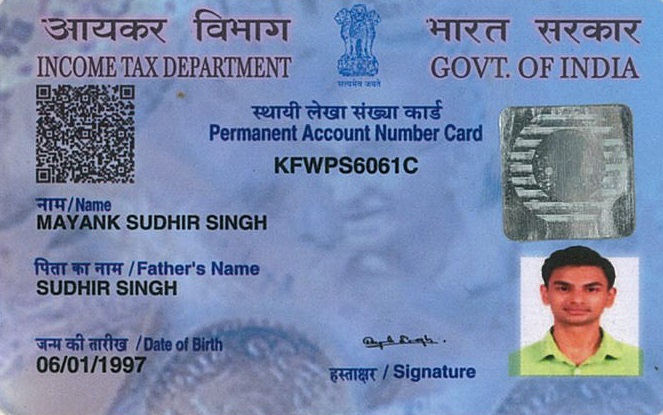 आयकर विभाग
INCOME TAX DEPARTMENT
सत्यमेव जयते
भारत सरकार
GOVT. OF INDIA
स्थायी लेखा संख्या कार्ड
Permanent Account Number Card
KFWPS6061C
नाम/Name
MAYANK SUDHIR SINGH
पिता का नाम /Father's Name
SUDHIR SINGH
जन्म की तारीख /Date of Birth
06/01/1997
हस्ताक्षर / Signature